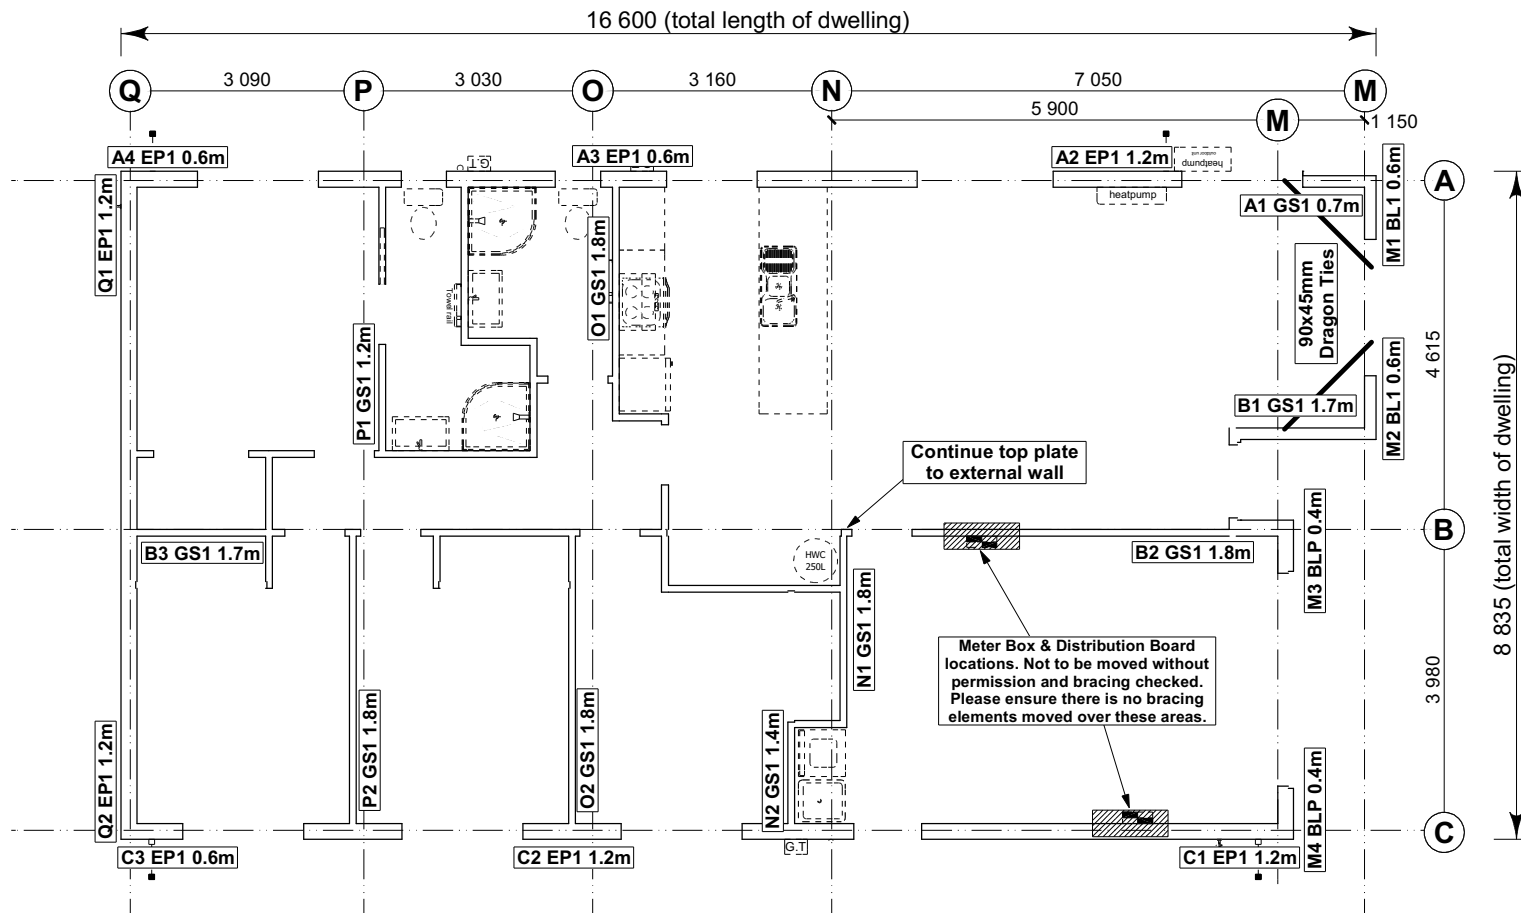 16 600 (total length of dwelling)
3 090
3 030
3 160
7 050
Q
P
O
N
M
5 900
M
1 150
A4 EP1 0.6m
G.T
A3 EP1 0.6m
A2 EP1 1.2m
heatpump
outdoor unit
heatpump
A
Q1 EP1 1.2m
A1 GS1 0.7m
M1 BL1 0.6m
O1 GS1 1.8m
Towel rail
90x45mm
Dragon Ties
4 615
P1 GS1 1.2m
B1 GS1 1.7m
M2 BL1 0.6m
8 835 (total width of dwelling)
Continue top plate
to external wall
B
B3 GS1 1.7m
HWC
250L
B2 GS1 1.8m
M3 BLP 0.4m
N1 GS1 1.8m
Meter Box & Distribution Board
locations. Not to be moved without
permission and bracing checked.
Please ensure there is no bracing
elements moved over these areas.
3 980
Q2 EP1 1.2m
P2 GS1 1.8m
O2 GS1 1.8m
N2 GS1 1.4m
M4 BLP 0.4m
C
C3 EP1 0.6m
C2 EP1 1.2m
G.T
C1 EP1 1.2m